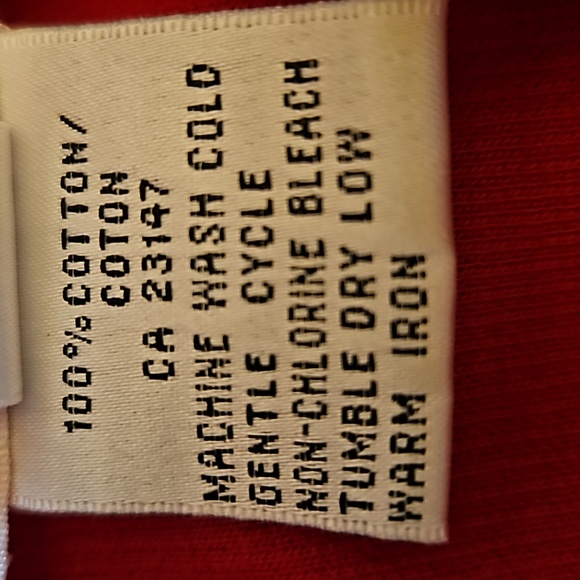 100% COTTON/
COTON
CA 23147
MACHINE WASH COLD
GENTLE CYCLE
NON-CHLORINE BLEACH
TUMBLE DRY LOW
WARM IRON